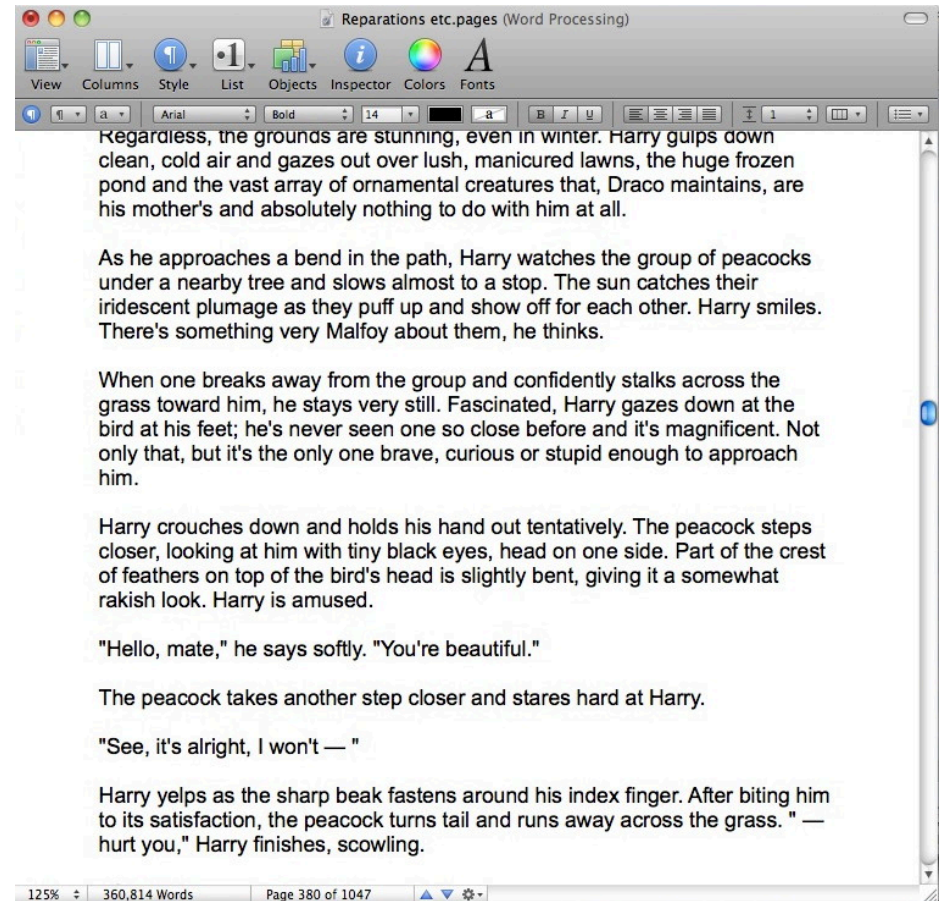 Reparations etc.pages (Word Processing)
View Columns Style List Objects Inspector Colors Fonts
a Arial Bold 14 a B I U 1
Regardless, the grounds are stunning, even in winter. Harry gulps down
clean, cold air and gazes out over lush, manicured lawns, the huge frozen
pond and the vast array of ornamental creatures that, Draco maintains, are
his mother's and absolutely nothing to do with him at all.
As he approaches a bend in the path, Harry watches the group of peacocks
under a nearby tree and slows almost to a stop. The sun catches their
iridescent plumage as they puff up and show off for each other. Harry smiles.
There's something very Malfoy about them, he thinks.
When one breaks away from the group and confidently stalks across the
grass toward him, he stays very still. Fascinated, Harry gazes down at the
bird at his feet; he's never seen one so close before and it's magnificent. Not
only that, but it's the only one brave, curious or stupid enough to approach
him.
Harry crouches down and holds his hand out tentatively. The peacock steps
closer, looking at him with tiny black eyes, head on one side. Part of the crest
of feathers on top of the bird's head is slightly bent, giving it a somewhat
rakish look. Harry is amused.
"Hello, mate," he says softly. "You're beautiful."
The peacock takes another step closer and stares hard at Harry.
"See, it's alright, I won't — "
Harry yelps as the sharp beak fastens around his index finger. After biting him
to its satisfaction, the peacock turns tail and runs away across the grass. " —
hurt you," Harry finishes, scowling.
125% 360,814 Words Page 380 of 1047